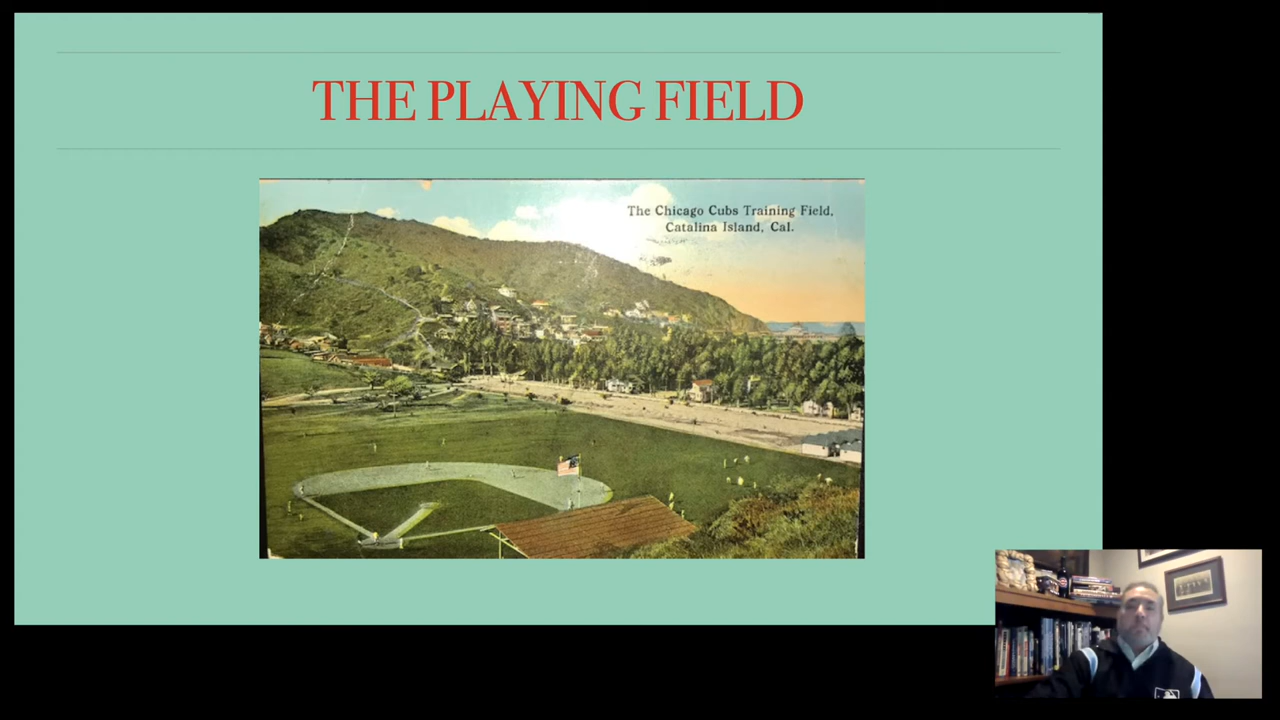 THE PLAYING FIELD
The Chicago Cubs Training Field,
Catalina Island, Cal.